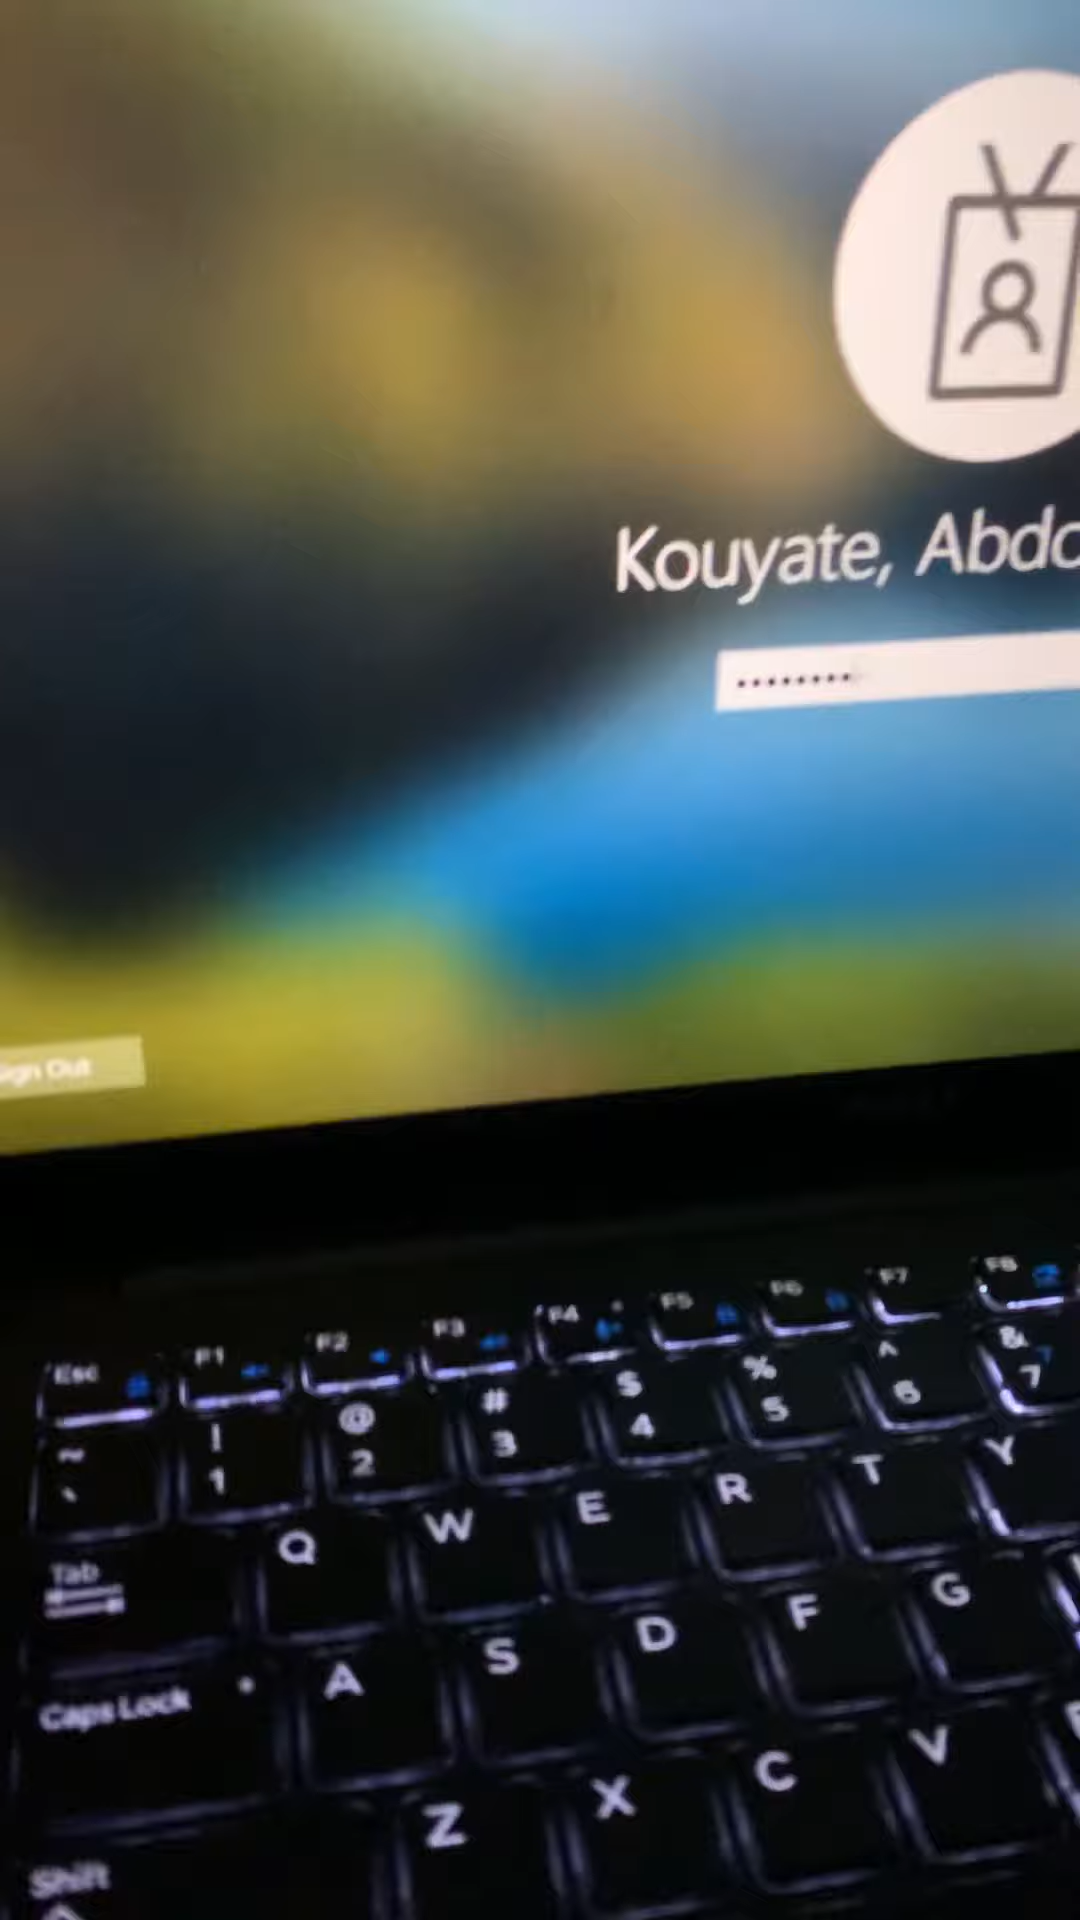 Kouyate, Abdo
••••••••
Sign Out
Esc F1 F2 F3 F4 F5 F6 F7 F8
~ ! @ # $ % ^ &
` 1 2 3 4 5 6 7
Tab Q W E R T Y
Caps Lock A S D F G
Shift Z X C V